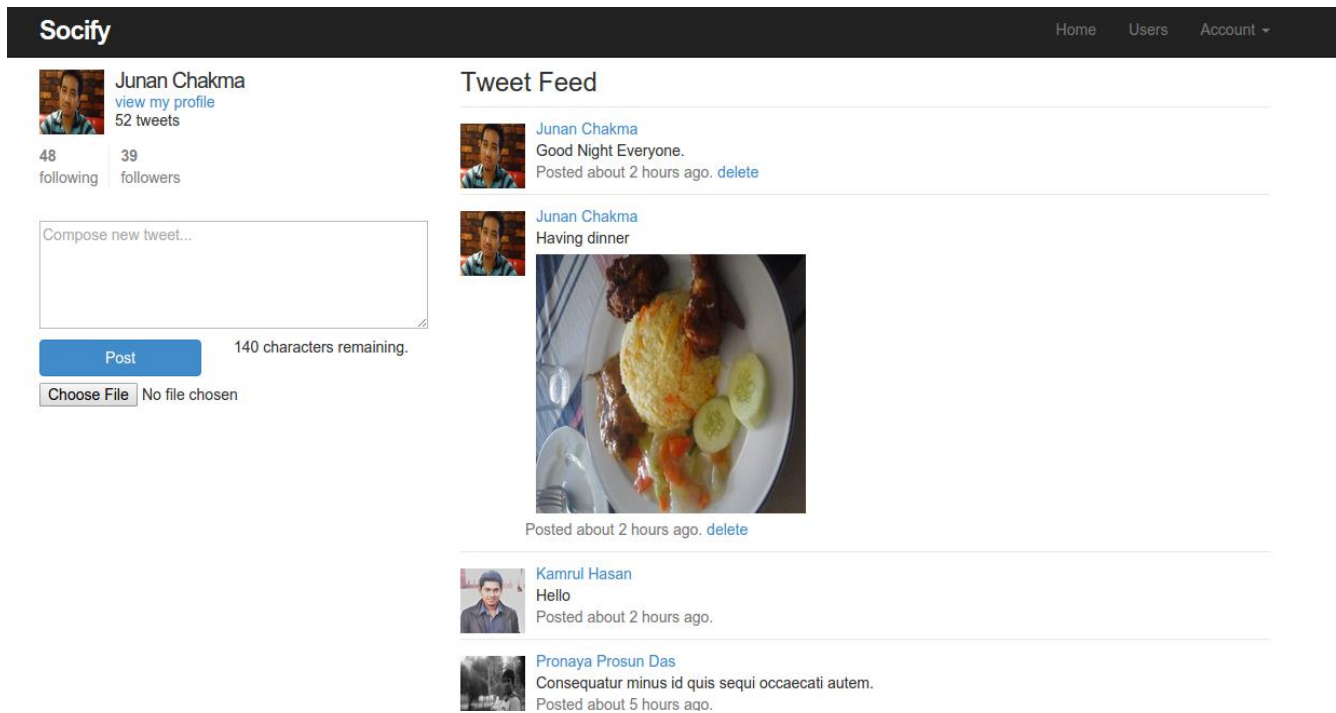 Socify
Home Users Account
Junan Chakma
view my profile
52 tweets
48 39
following followers
Compose new tweet...
Post 140 characters remaining.
Choose File No file chosen
Tweet Feed
Junan Chakma
Good Night Everyone.
Posted about 2 hours ago. delete
Junan Chakma
Having dinner
Posted about 2 hours ago. delete
Kamrul Hasan
Hello
Posted about 2 hours ago.
Pronaya Prosun Das
Consequatur minus id quis sequi occaecati autem.
Posted about 5 hours ago.